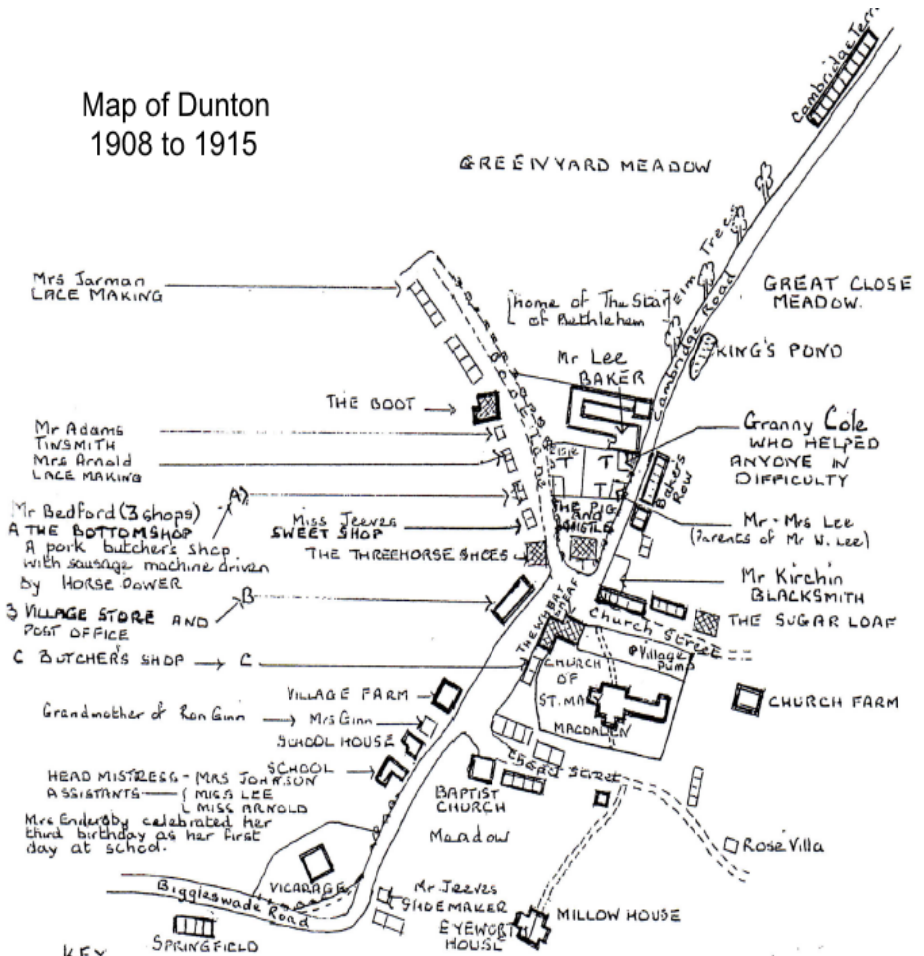 Map of Dunton
1908 to 1915
Cambridge Terr
GREENYARD MEADOW
Elm Trees
Cambridge Road
GREAT CLOSE
MEADOW.
KING'S POND
Mrs Jarman
LACE MAKING
home of The Star
of Bethlehem
Mr Lee
BAKER
THE BOOT
Mr Adams
TINSMITH
Mrs Arnold
LACE MAKING
Granny Cole
WHO HELPED
ANYONE IN
DIFFICULTY
Bakers
Row
A
Mr Bedford (3 shops)
A THE BOTTOMSHOP
A pork butcher's shop
with sausage machine driven
by HORSE POWER
Miss Jeeves
SWEET SHOP
THE PIG
AND
WHISTLE
Mr + Mrs Lee
(Parents of Mr W. Lee)
THE THREEHORSE SHOES
Mr Kirchin
BLACKSMITH
B VILLAGE STORE AND
POST OFFICE
B
Church Street
THE SUGAR LOAF
Village
Pump
C BUTCHER'S SHOP
C
CHURCH
OF
ST. MARY
MAGDALEN
CHURCH FARM
VILLAGE FARM
Grandmother of Ron Ginn
Mrs Ginn
SCHOOL HOUSE
SCHOOL
HEAD MISTRESS - MRS JOHNSON
ASSISTANTS
MISS LEE
MISS ARNOLD
Mrs Endersby celebrated her
third birthday as her first
day at school.
Chapel Street
BAPTIST
CHURCH
Meadow
Rose Villa
VICARAGE
Biggleswade Road
Mr Jeeves
SHOEMAKER
EYEWORTH
HOUSE
MILLOW HOUSE
SPRINGFIELD
KEY